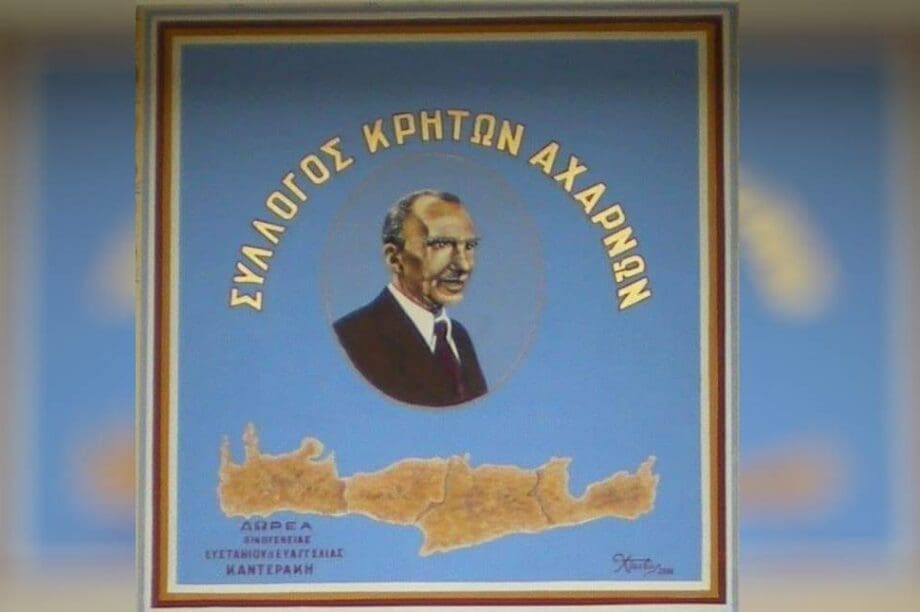 ΣΥΛΛΟΓΟΣ ΚΡΗΤΩΝ ΑΧΑΡΝΩΝ
ΔΩΡΕΑ
ΟΙΚΟΓΕΝΕΙΑΣ
ΕΥΣΤΑΘΙΟΥ & ΕΥΑΓΓΕΛΙΑΣ
ΚΑΝΤΕΡΑΚΗ